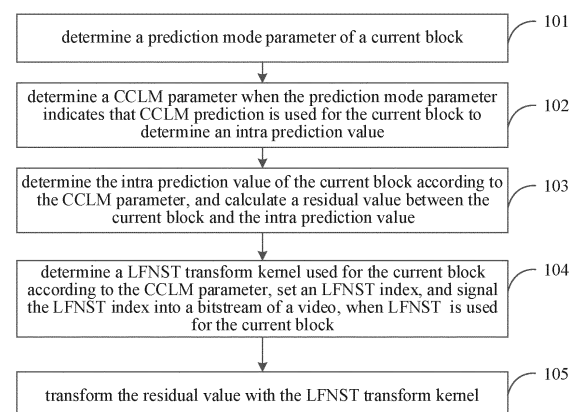 determine a prediction mode parameter of a current block
101
determine a CCLM parameter when the prediction mode parameter
indicates that CCLM prediction is used for the current block to
determine an intra prediction value
102
determine the intra prediction value of the current block according to
the CCLM parameter, and calculate a residual value between the
current block and the intra prediction value
103
determine a LFNST transform kernel used for the current block
according to the CCLM parameter, set an LFNST index, and signal
the LFNST index into a bitstream of a video, when LFNST is used
for the current block
104
transform the residual value with the LFNST transform kernel
105